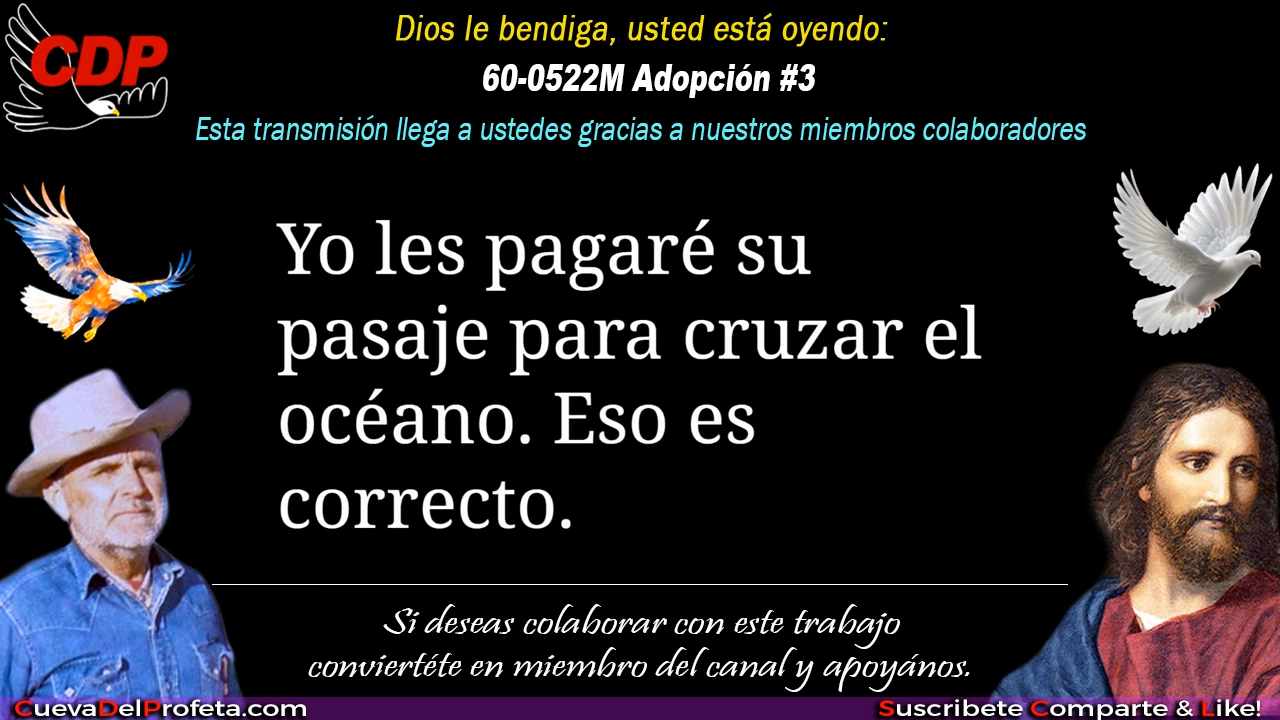 CDP
Dios le bendiga, usted está oyendo:
60-0522M Adopción #3
Esta transmisión llega a ustedes gracias a nuestros miembros colaboradores
Yo les pagaré su
pasaje para cruzar el
océano. Eso es
correcto.
Si deseas colaborar con este trabajo
conviertéte en miembro del canal y apoyános.
CuevaDelProfeta.com
Suscribete Comparte & Like!